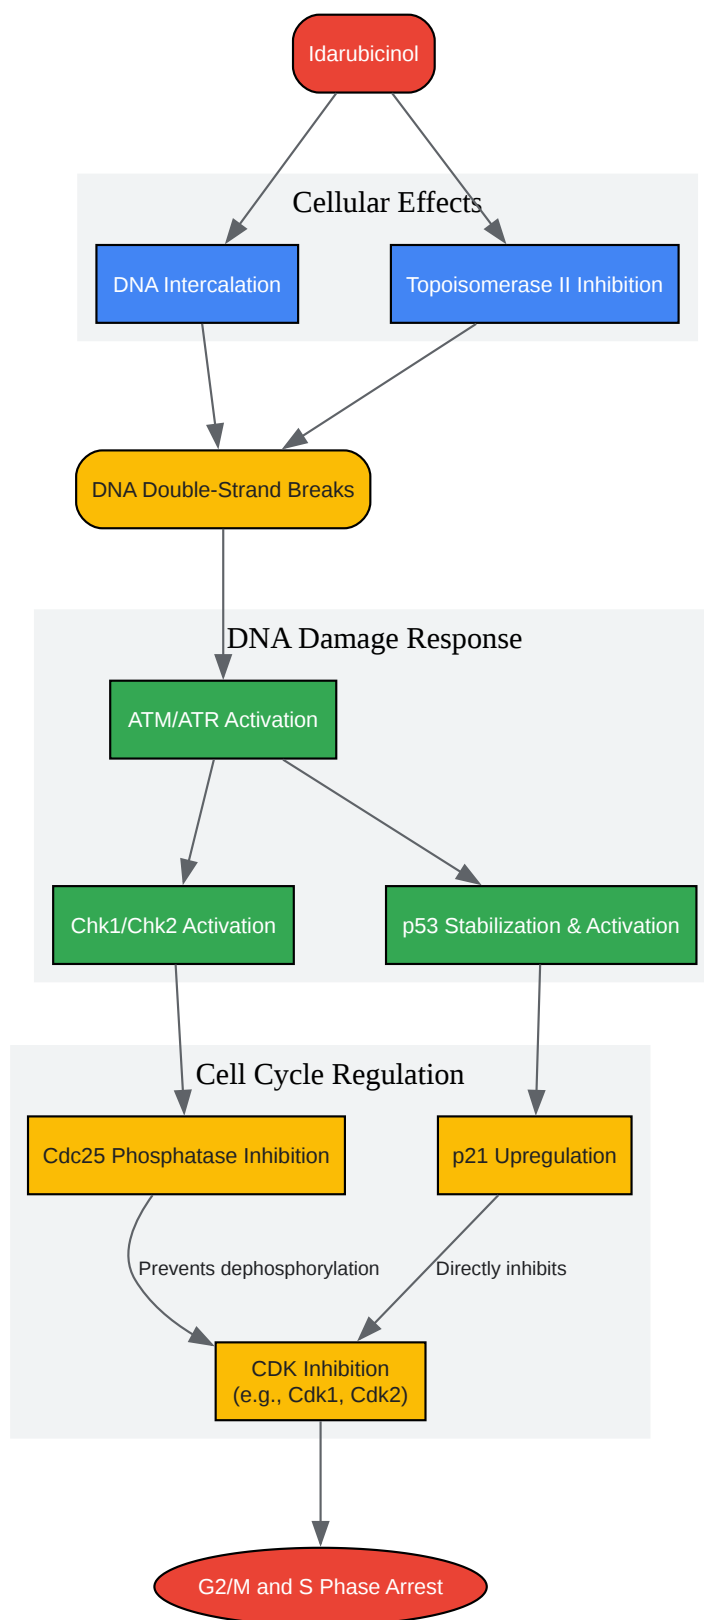 Idarubicinol
Cellular Effects
DNA Intercalation
Topoisomerase II Inhibition
DNA Double-Strand Breaks
DNA Damage Response
ATM/ATR Activation
Chk1/Chk2 Activation
p53 Stabilization & Activation
Cell Cycle Regulation
Cdc25 Phosphatase Inhibition
p21 Upregulation
Prevents dephosphorylation
Directly inhibits
CDK Inhibition
(e.g., Cdk1, Cdk2)
G2/M and S Phase Arrest